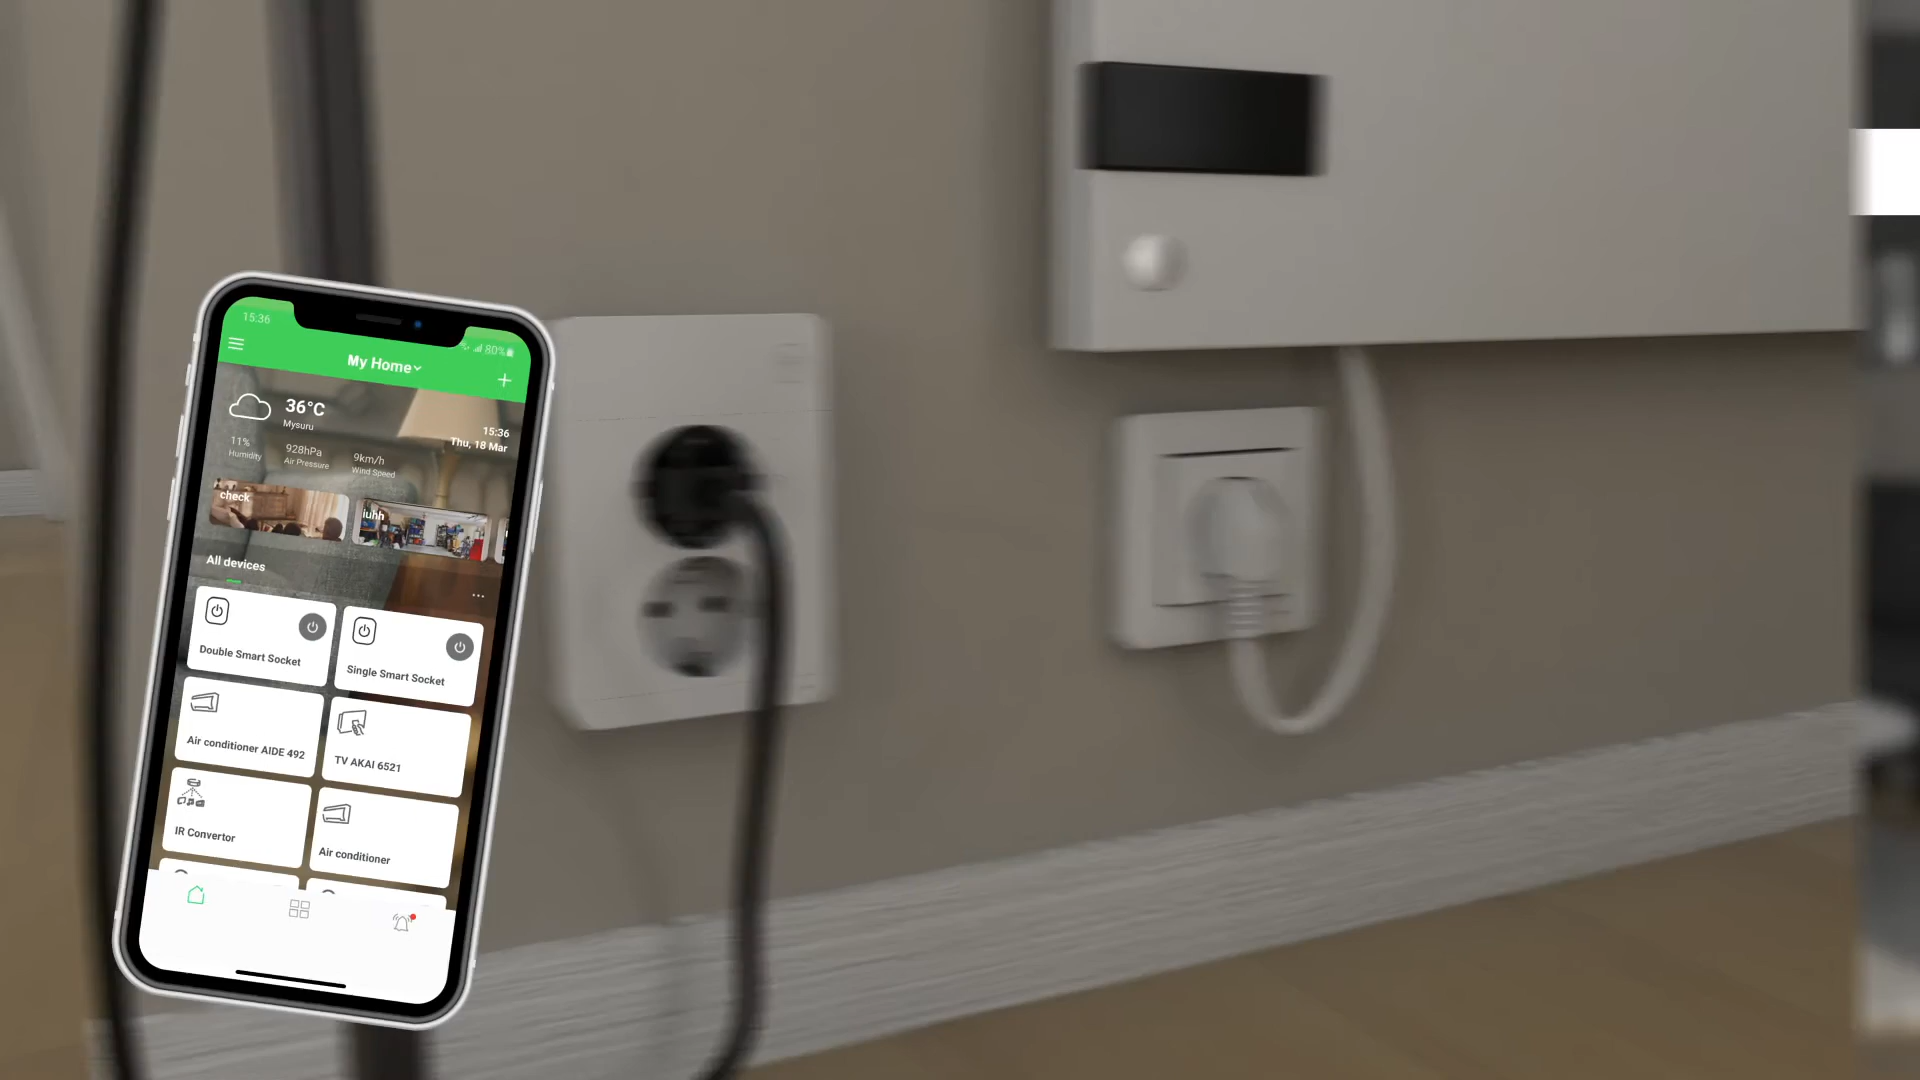 15:36
80%
My Home
36°C
Mysuru
15:36
Thu, 18 Mar
11%
Humidity
928hPa
Air Pressure
9km/h
Wind Speed
check
iuhh
All devices
Double Smart Socket
Single Smart Socket
Air conditioner AIDE 492
TV AKAI 6521
IR Convertor
Air conditioner